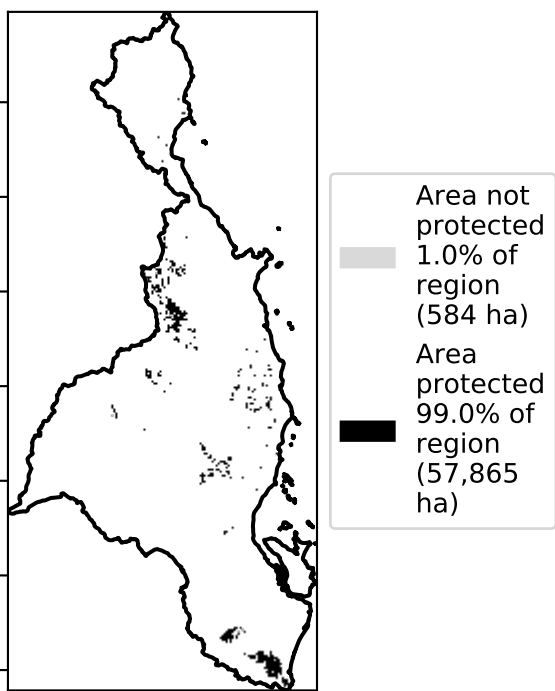 Area not
protected
1.0% of
region
(584 ha)
Area
protected
99.0% of
region
(57,865
ha)